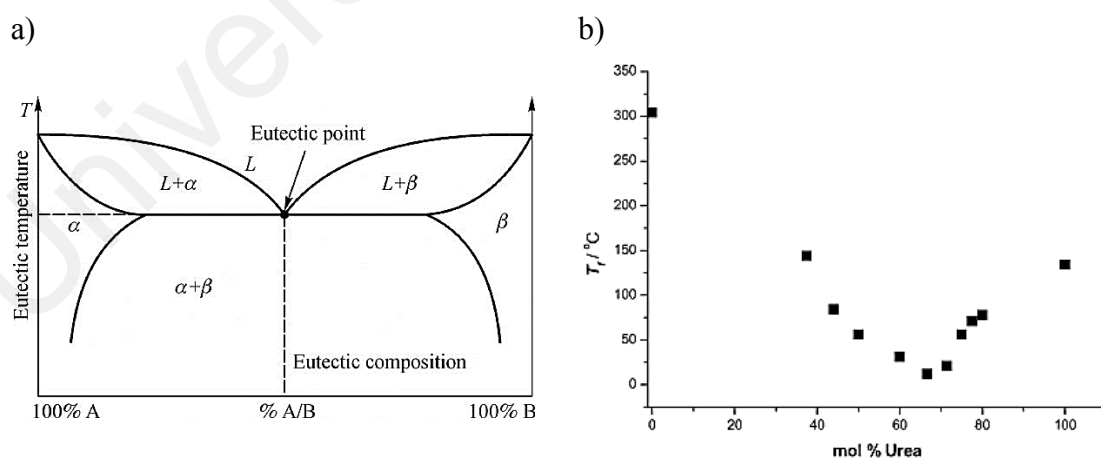 a)
T
Eutectic point
L
L+α
L+β
Eutectic temperature
α
β
α+β
Eutectic composition
100% A
% A/B
100% B
b)
350
300
250
200
150
100
50
0
T_f / °C
0
20
40
60
80
100
mol % Urea